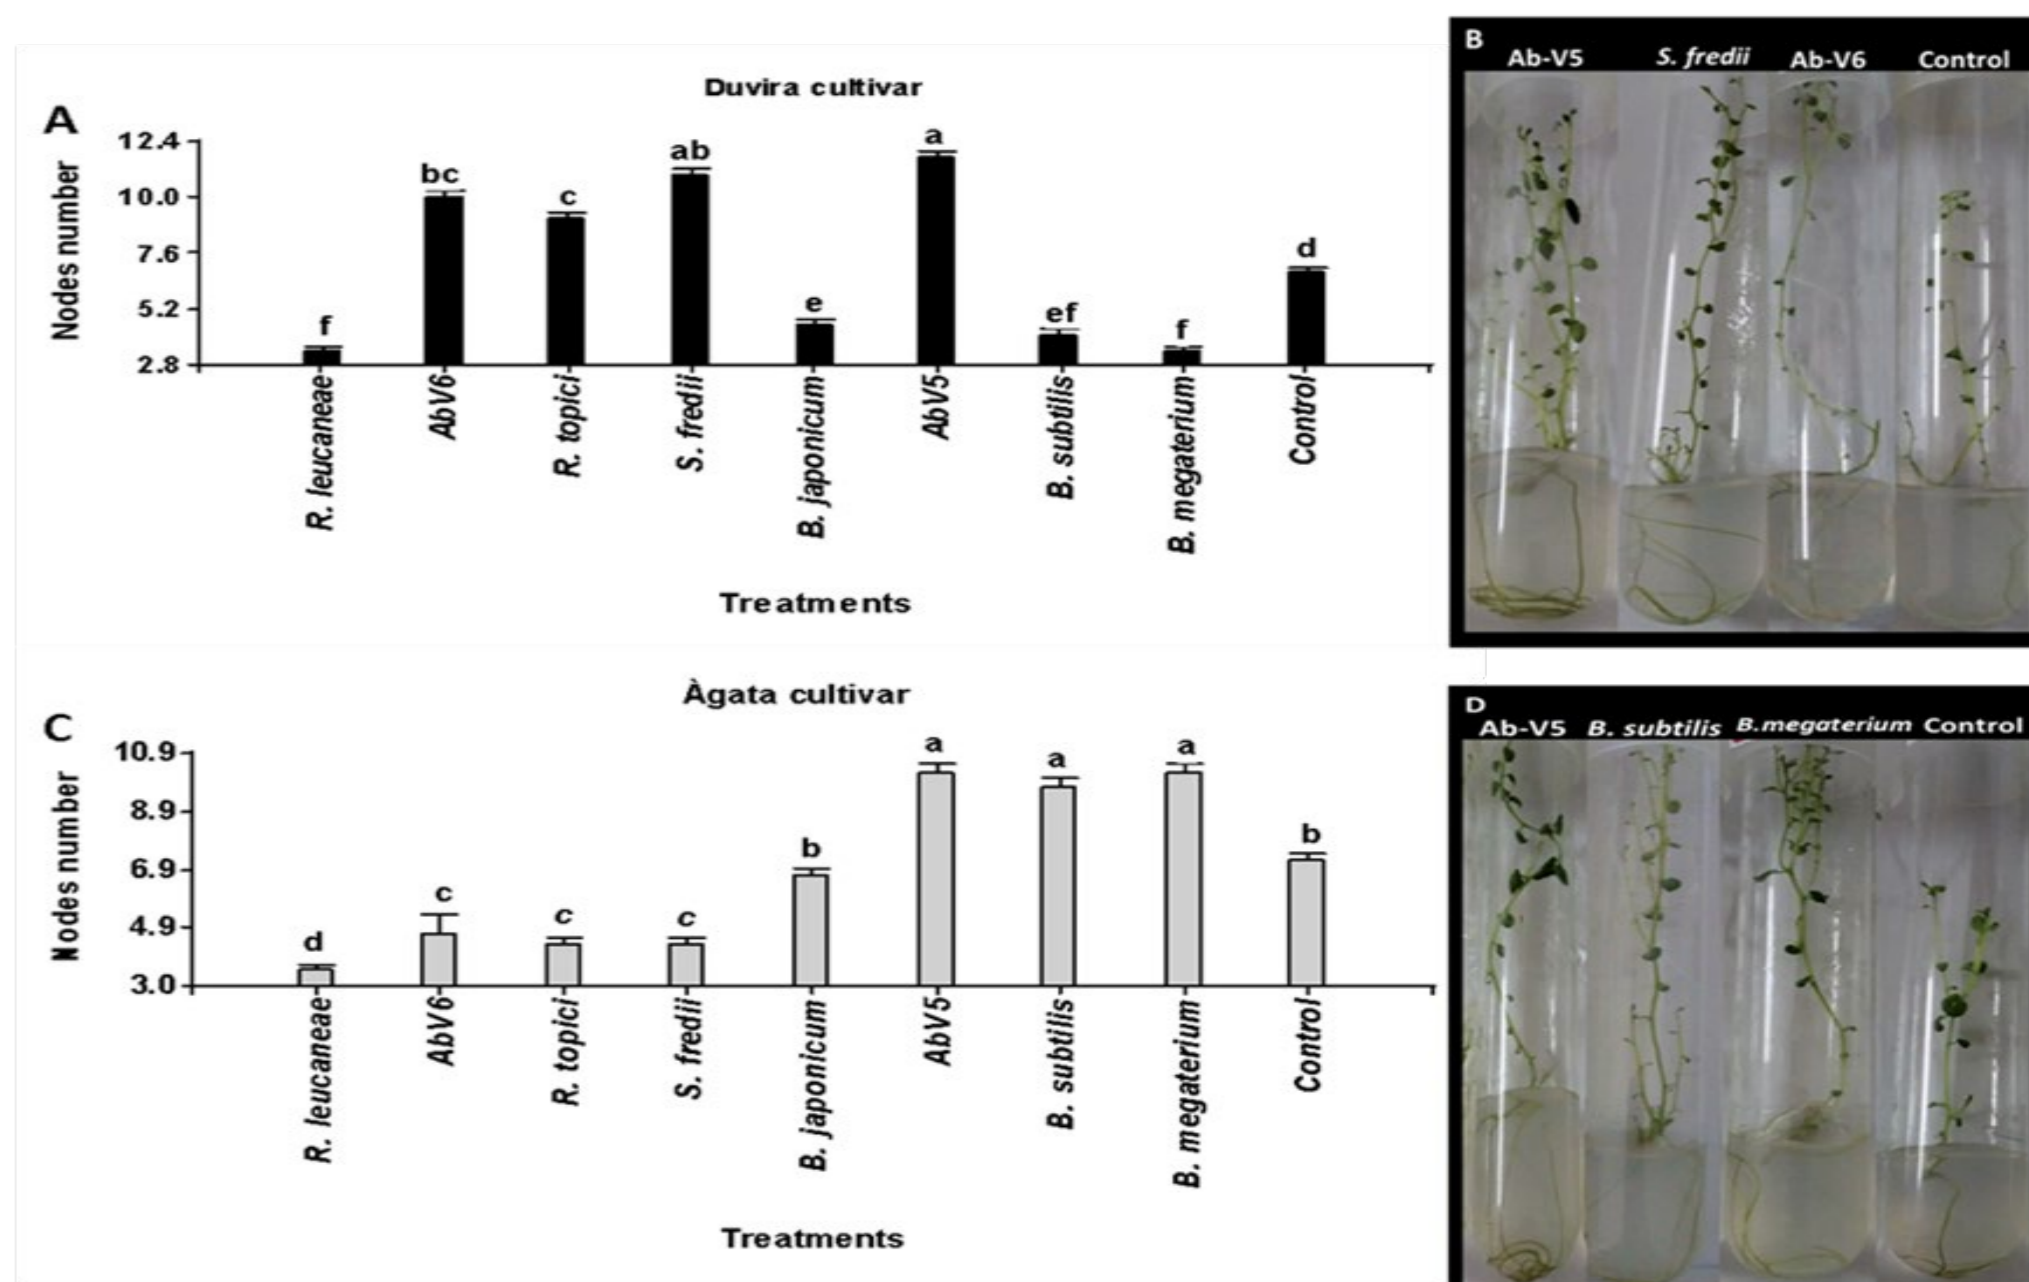 A
Duvira cultivar
Nodes number
12.4
10.0
7.6
5.2
2.8
f
bc
c
ab
e
a
ef
f
d
R. leucaneae
AbV6
R. topici
S. fredii
B. japonicum
AbV5
B. subtilis
B. megaterium
Control
Treatments
B
Ab-V5 S. fredii Ab-V6 Control
C
Àgata cultivar
Nodes number
10.9
8.9
6.9
4.9
3.0
d
c
c
c
b
a
a
a
b
R. leucaneae
AbV6
R. topici
S. fredii
B. japonicum
AbV5
B. subtilis
B. megaterium
Control
Treatments
D
Ab-V5 B. subtilis B.megaterium Control